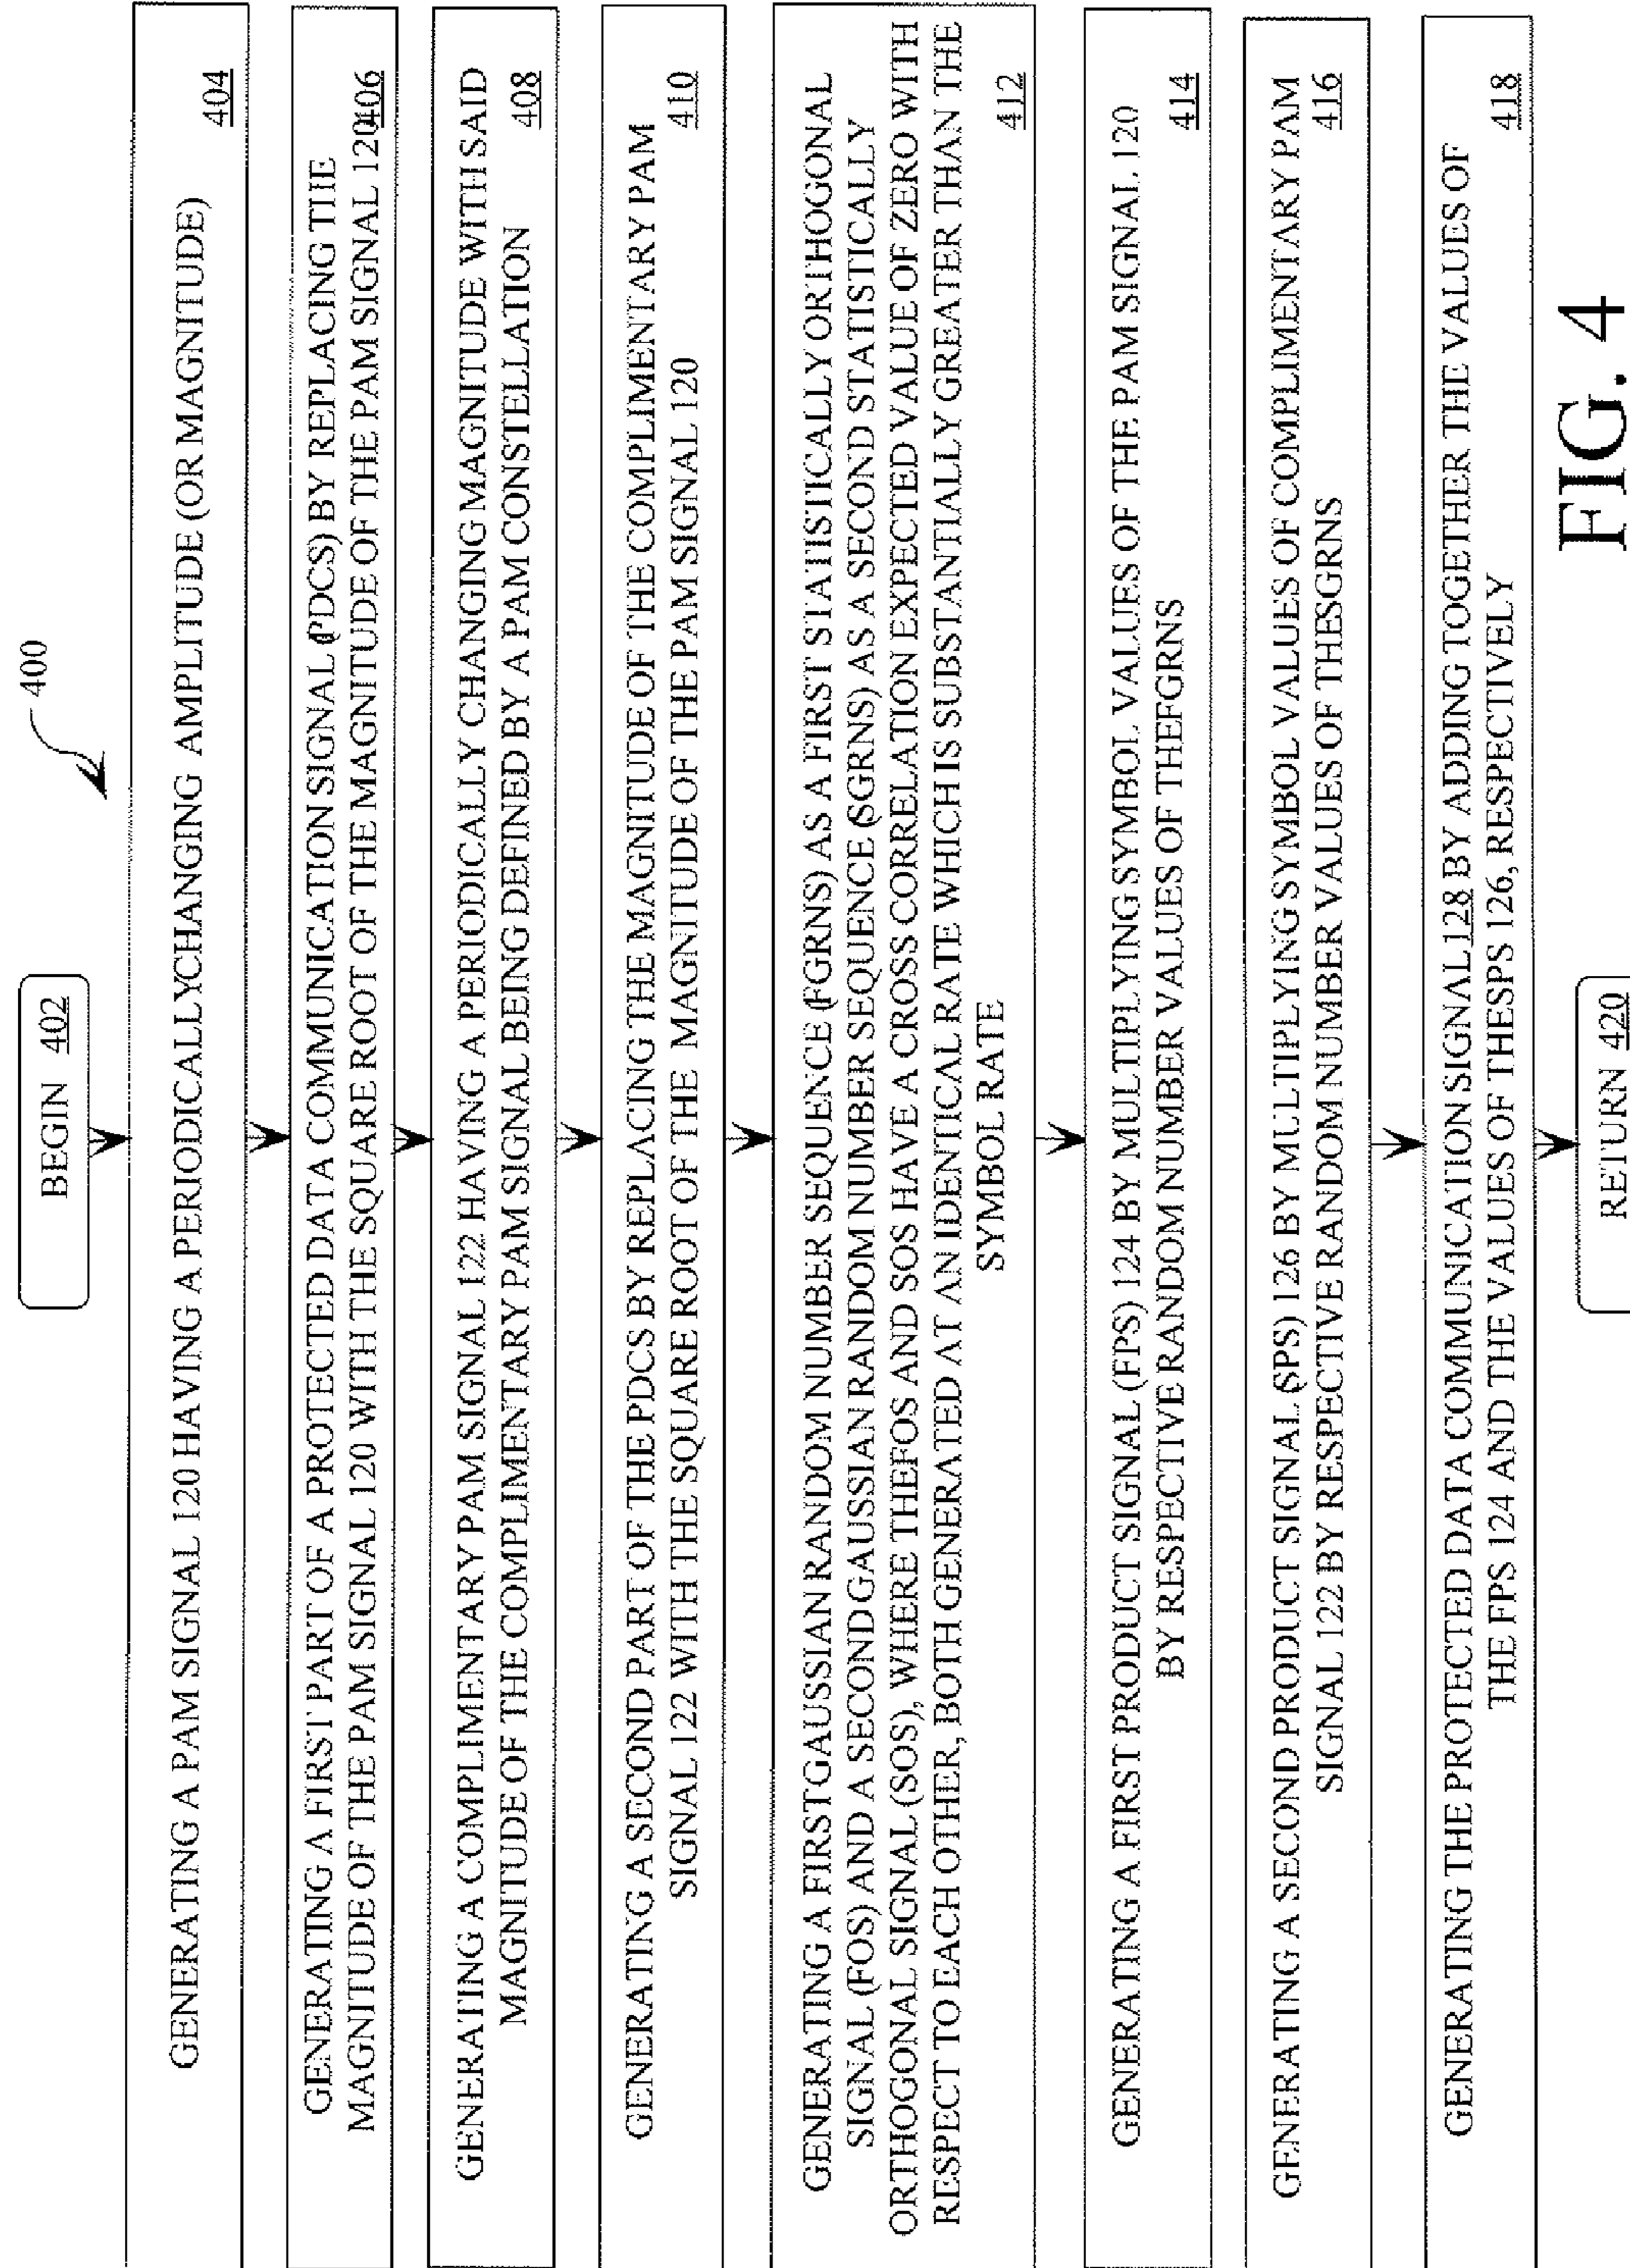 400
BEGIN 402
GENERATING A PAM SIGNAL 120 HAVING A PERIODICALLYCHANGING AMPLITUDE (OR MAGNITUDE)
404
GENERATING A FIRST PART OF A PROTECTED DATA COMMUNICATION SIGNAL (PDCS) BY REPLACING THE
MAGNITUDE OF THE PAM SIGNAL 120 WITH THE SQUARE ROOT OF THE MAGNITUDE OF THE PAM SIGNAL 120
406
GENERATING A COMPLIMENTARY PAM SIGNAL 122 HAVING A PERIODICALLY CHANGING MAGNITUDE WITH SAID
MAGNITUDE OF THE COMPLIMENTARY PAM SIGNAL BEING DEFINED BY A PAM CONSTELLATION
408
GENERATING A SECOND PART OF THE PDCS BY REPLACING THE MAGNITUDE OF THE COMPLIMENTARY PAM
SIGNAL 122 WITH THE SQUARE ROOT OF THE MAGNITUDE OF THE PAM SIGNAL 120
410
GENERATING A FIRST GAUSSIAN RANDOM NUMBER SEQUENCE (FGRNS) AS A FIRST STATISTICALLY ORTHOGONAL
SIGNAL (FOS) AND A SECOND GAUSSIAN RANDOM NUMBER SEQUENCE (SGRNS) AS A SECOND STATISTICALLY
ORTHOGONAL SIGNAL (SOS), WHERE THEFOS AND SOS HAVE A CROSS CORRELATION EXPECTED VALUE OF ZERO WITH
RESPECT TO EACH OTHER, BOTH GENERATED AT AN IDENTICAL RATE WHICH IS SUBSTANTIALLY GREATER THAN THE
SYMBOL RATE
412
GENERATING A FIRST PRODUCT SIGNAL (FPS) 124 BY MULTIPLYING SYMBOL VALUES OF THE PAM SIGNAL 120
BY RESPECTIVE RANDOM NUMBER VALUES OF THEFGRNS
414
GENERATING A SECOND PRODUCT SIGNAL (SPS) 126 BY MULTIPLYING SYMBOL VALUES OF COMPLIMENTARY PAM
SIGNAL 122 BY RESPECTIVE RANDOM NUMBER VALUES OF THESGRNS
416
GENERATING THE PROTECTED DATA COMMUNICATION SIGNAL 128 BY ADDING TOGETHER THE VALUES OF
THE FPS 124 AND THE VALUES OF THESPS 126, RESPECTIVELY
418
RETURN 420
FIG. 4